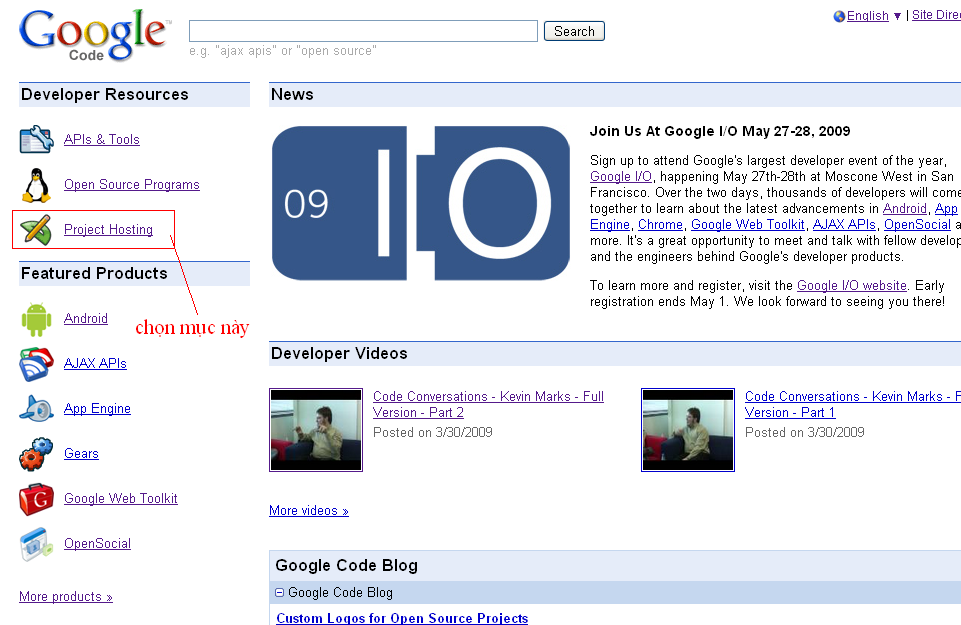 Google™
Code
Search
English ▼ | Site Dire
e.g. "ajax apis" or "open source"
Developer Resources
APIs & Tools
Open Source Programs
Project Hosting
Featured Products
chọn mục này
Android
AJAX APIs
App Engine
Gears
Google Web Toolkit
OpenSocial
More products »
News
09
I/O
Join Us At Google I/O May 27-28, 2009
Sign up to attend Google's largest developer event of the year,
Google I/O, happening May 27th-28th at Moscone West in San
Francisco. Over the two days, thousands of developers will come
together to learn about the latest advancements in Android, App
Engine, Chrome, Google Web Toolkit, AJAX APIs, OpenSocial a
more. It's a great opportunity to meet and talk with fellow develop
and the engineers behind Google's developer products.
To learn more and register, visit the Google I/O website. Early
registration ends May 1. We look forward to seeing you there!
Developer Videos
Code Conversations - Kevin Marks - Full
Version - Part 2
Posted on 3/30/2009
Code Conversations - Kevin Marks - F
Version - Part 1
Posted on 3/30/2009
More videos »
Google Code Blog
Google Code Blog
Custom Logos for Open Source Projects